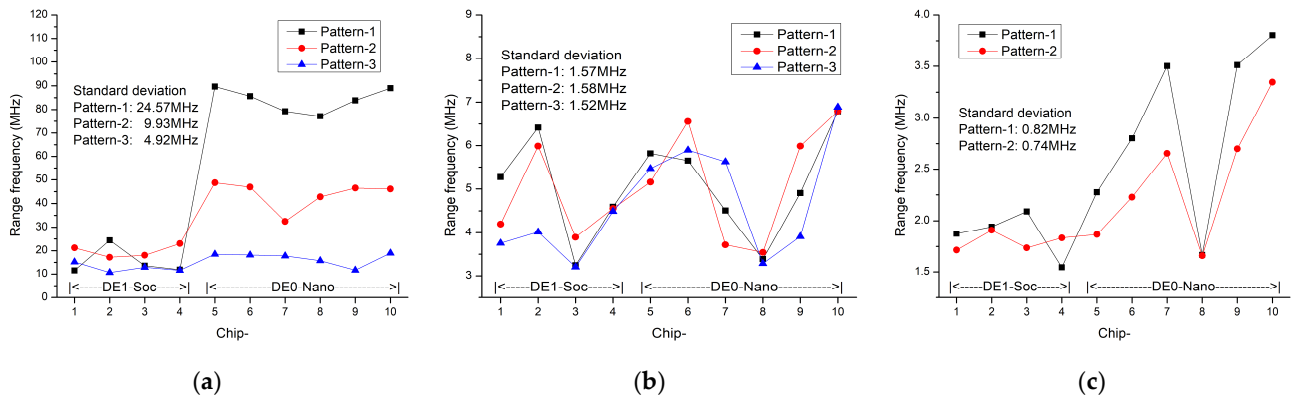 120
110
100
90
80
70
60
50
40
30
20
10
0
Range frequency (MHz)
Pattern-1
Pattern-2
Pattern-3
Standard deviation
Pattern-1: 24.57MHz
Pattern-2: 9.93MHz
Pattern-3: 4.92MHz
|<------DE1 Soc------>| |<------------DE0 Nano------------>|
1 2 3 4 5 6 7 8 9 10
Chip-
(a)
9
8
7
6
5
4
3
Range frequency (MHz)
Pattern-1
Pattern-2
Pattern-3
Standard deviation
Pattern-1: 1.57MHz
Pattern-2: 1.58MHz
Pattern-3: 1.52MHz
|<------DE1-Soc------>| |<------------DE0-Nano------------>|
1 2 3 4 5 6 7 8 9 10
Chip-
(b)
4.0
3.5
3.0
2.5
2.0
1.5
Range frequency (MHz)
Pattern-1
Pattern-2
Standard deviation
Pattern-1: 0.82MHz
Pattern-2: 0.74MHz
|<------DE1-Soc------>| |<------------DE0-Nano------------>|
1 2 3 4 5 6 7 8 9 10
Chip-
(c)